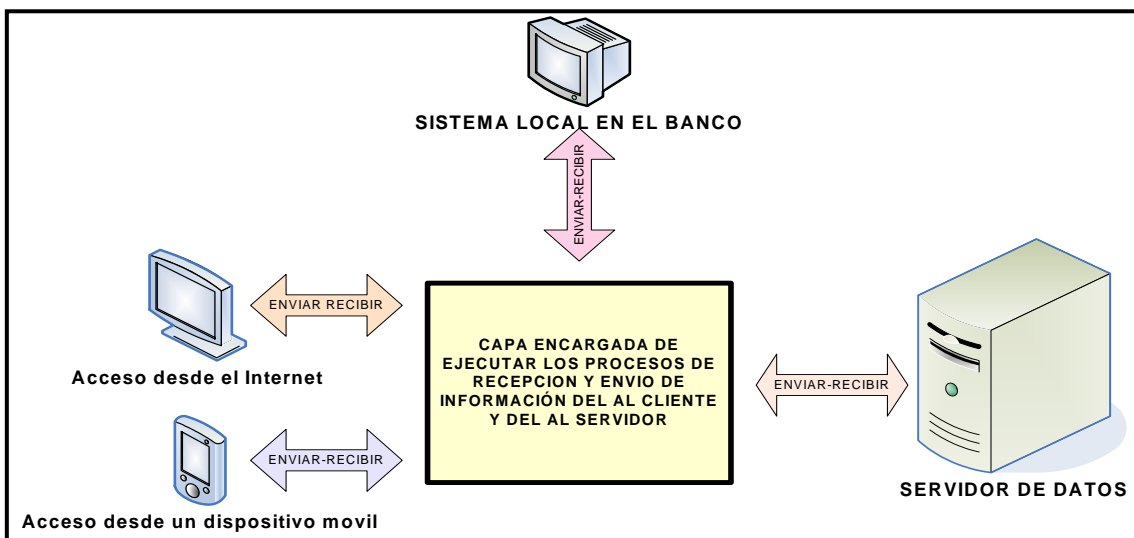 SISTEMA LOCAL EN EL BANCO
ENVIAR-RECIBIR
ENVIAR RECIBIR
Acceso desde el Internet
CAPA ENCARGADA DE
EJECUTAR LOS PROCESOS DE
RECEPCION Y ENVIO DE
INFORMACIÓN DEL AL CLIENTE
Y DEL AL SERVIDOR
ENVIAR-RECIBIR
SERVIDOR DE DATOS
ENVIAR-RECIBIR
Acceso desde un dispositivo movil